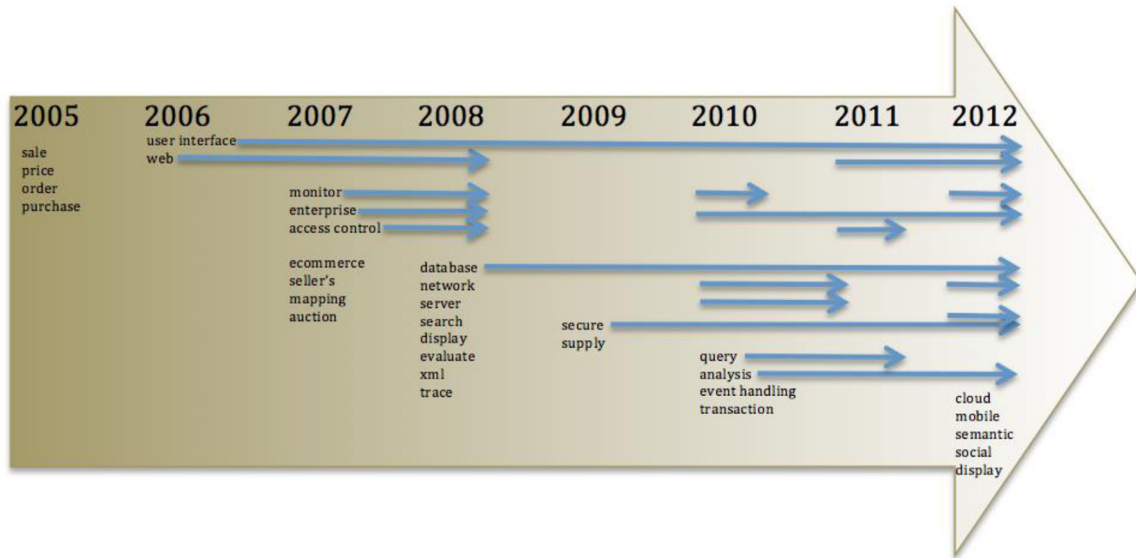 2005 2006 2007 2008 2009 2010 2011 2012
sale
price
order
purchase
user interface
web
monitor
enterprise
access control
ecommerce
seller's
mapping
auction
database
network
server
search
display
evaluate
xml
trace
secure
supply
query
analysis
event handling
transaction
cloud
mobile
semantic
social
display